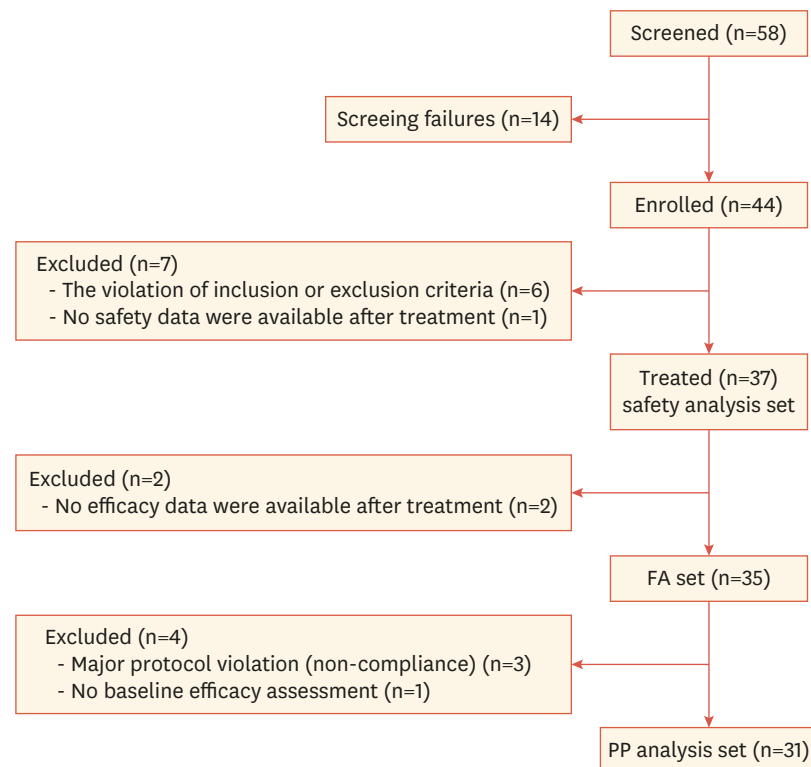 Screened (n=58)
Screeing failures (n=14)
Enrolled (n=44)
Excluded (n=7)
- The violation of inclusion or exclusion criteria (n=6)
- No safety data were available after treatment (n=1)
Treated (n=37)
safety analysis set
Excluded (n=2)
- No efficacy data were available after treatment (n=2)
FA set (n=35)
Excluded (n=4)
- Major protocol violation (non-compliance) (n=3)
- No baseline efficacy assessment (n=1)
PP analysis set (n=31)